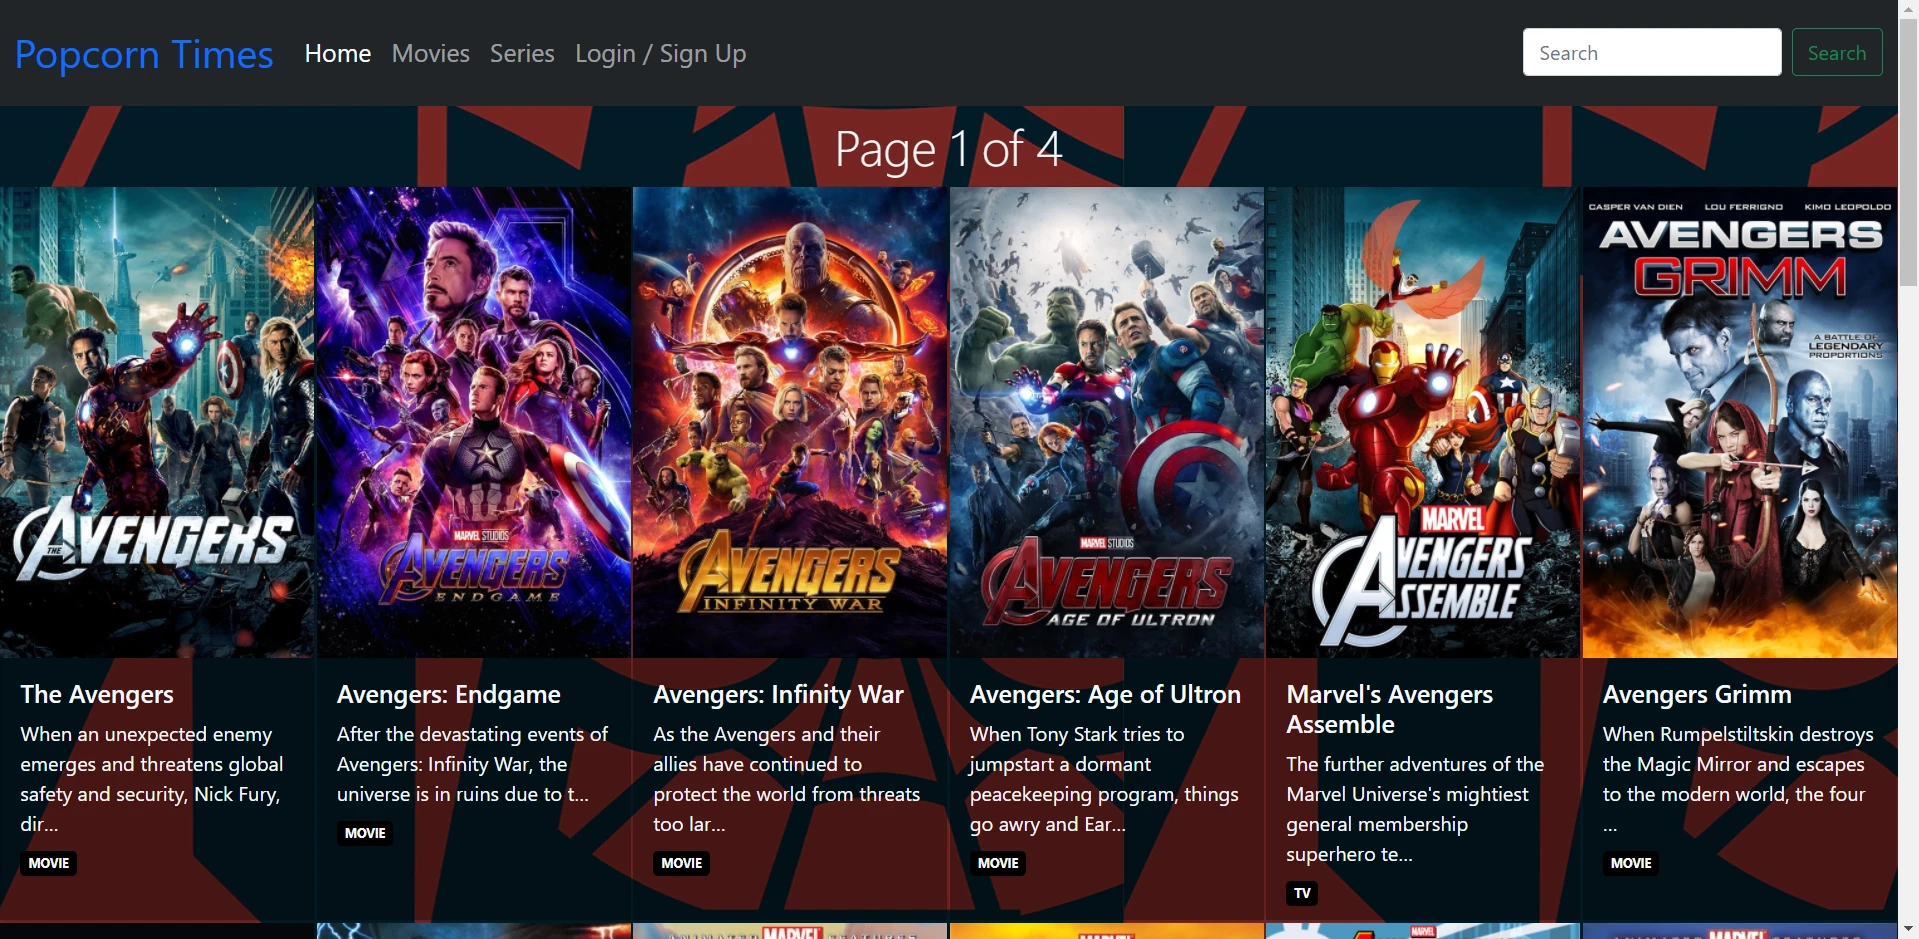 Popcorn Times Home Movies Series Login / Sign Up Search Search
Page 1 of 4
THE AVENGERS
MARVEL STUDIOS
AVENGERS
ENDGAME
AVENGERS
INFINITY WAR
MARVEL STUDIOS
AVENGERS
AGE OF ULTRON
MARVEL
AVENGERS
ASSEMBLE
CASPER VAN DIEN LOU FERRIGNO KIMO LEOPOLDO
AVENGERS
GRIMM
A BATTLE OF
LEGENDARY
PROPORTIONS
The Avengers
When an unexpected enemy
emerges and threatens global
safety and security, Nick Fury,
dir...
MOVIE
Avengers: Endgame
After the devastating events of
Avengers: Infinity War, the
universe is in ruins due to t...
MOVIE
Avengers: Infinity War
As the Avengers and their
allies have continued to
protect the world from threats
too lar...
MOVIE
Avengers: Age of Ultron
When Tony Stark tries to
jumpstart a dormant
peacekeeping program, things
go awry and Ear...
MOVIE
Marvel's Avengers
Assemble
The further adventures of the
Marvel Universe's mightiest
general membership
superhero te...
TV
Avengers Grimm
When Rumpelstiltskin destroys
the Magic Mirror and escapes
to the modern world, the four
...
MOVIE
MARVEL
MARVEL
MARVEL
MARVEL